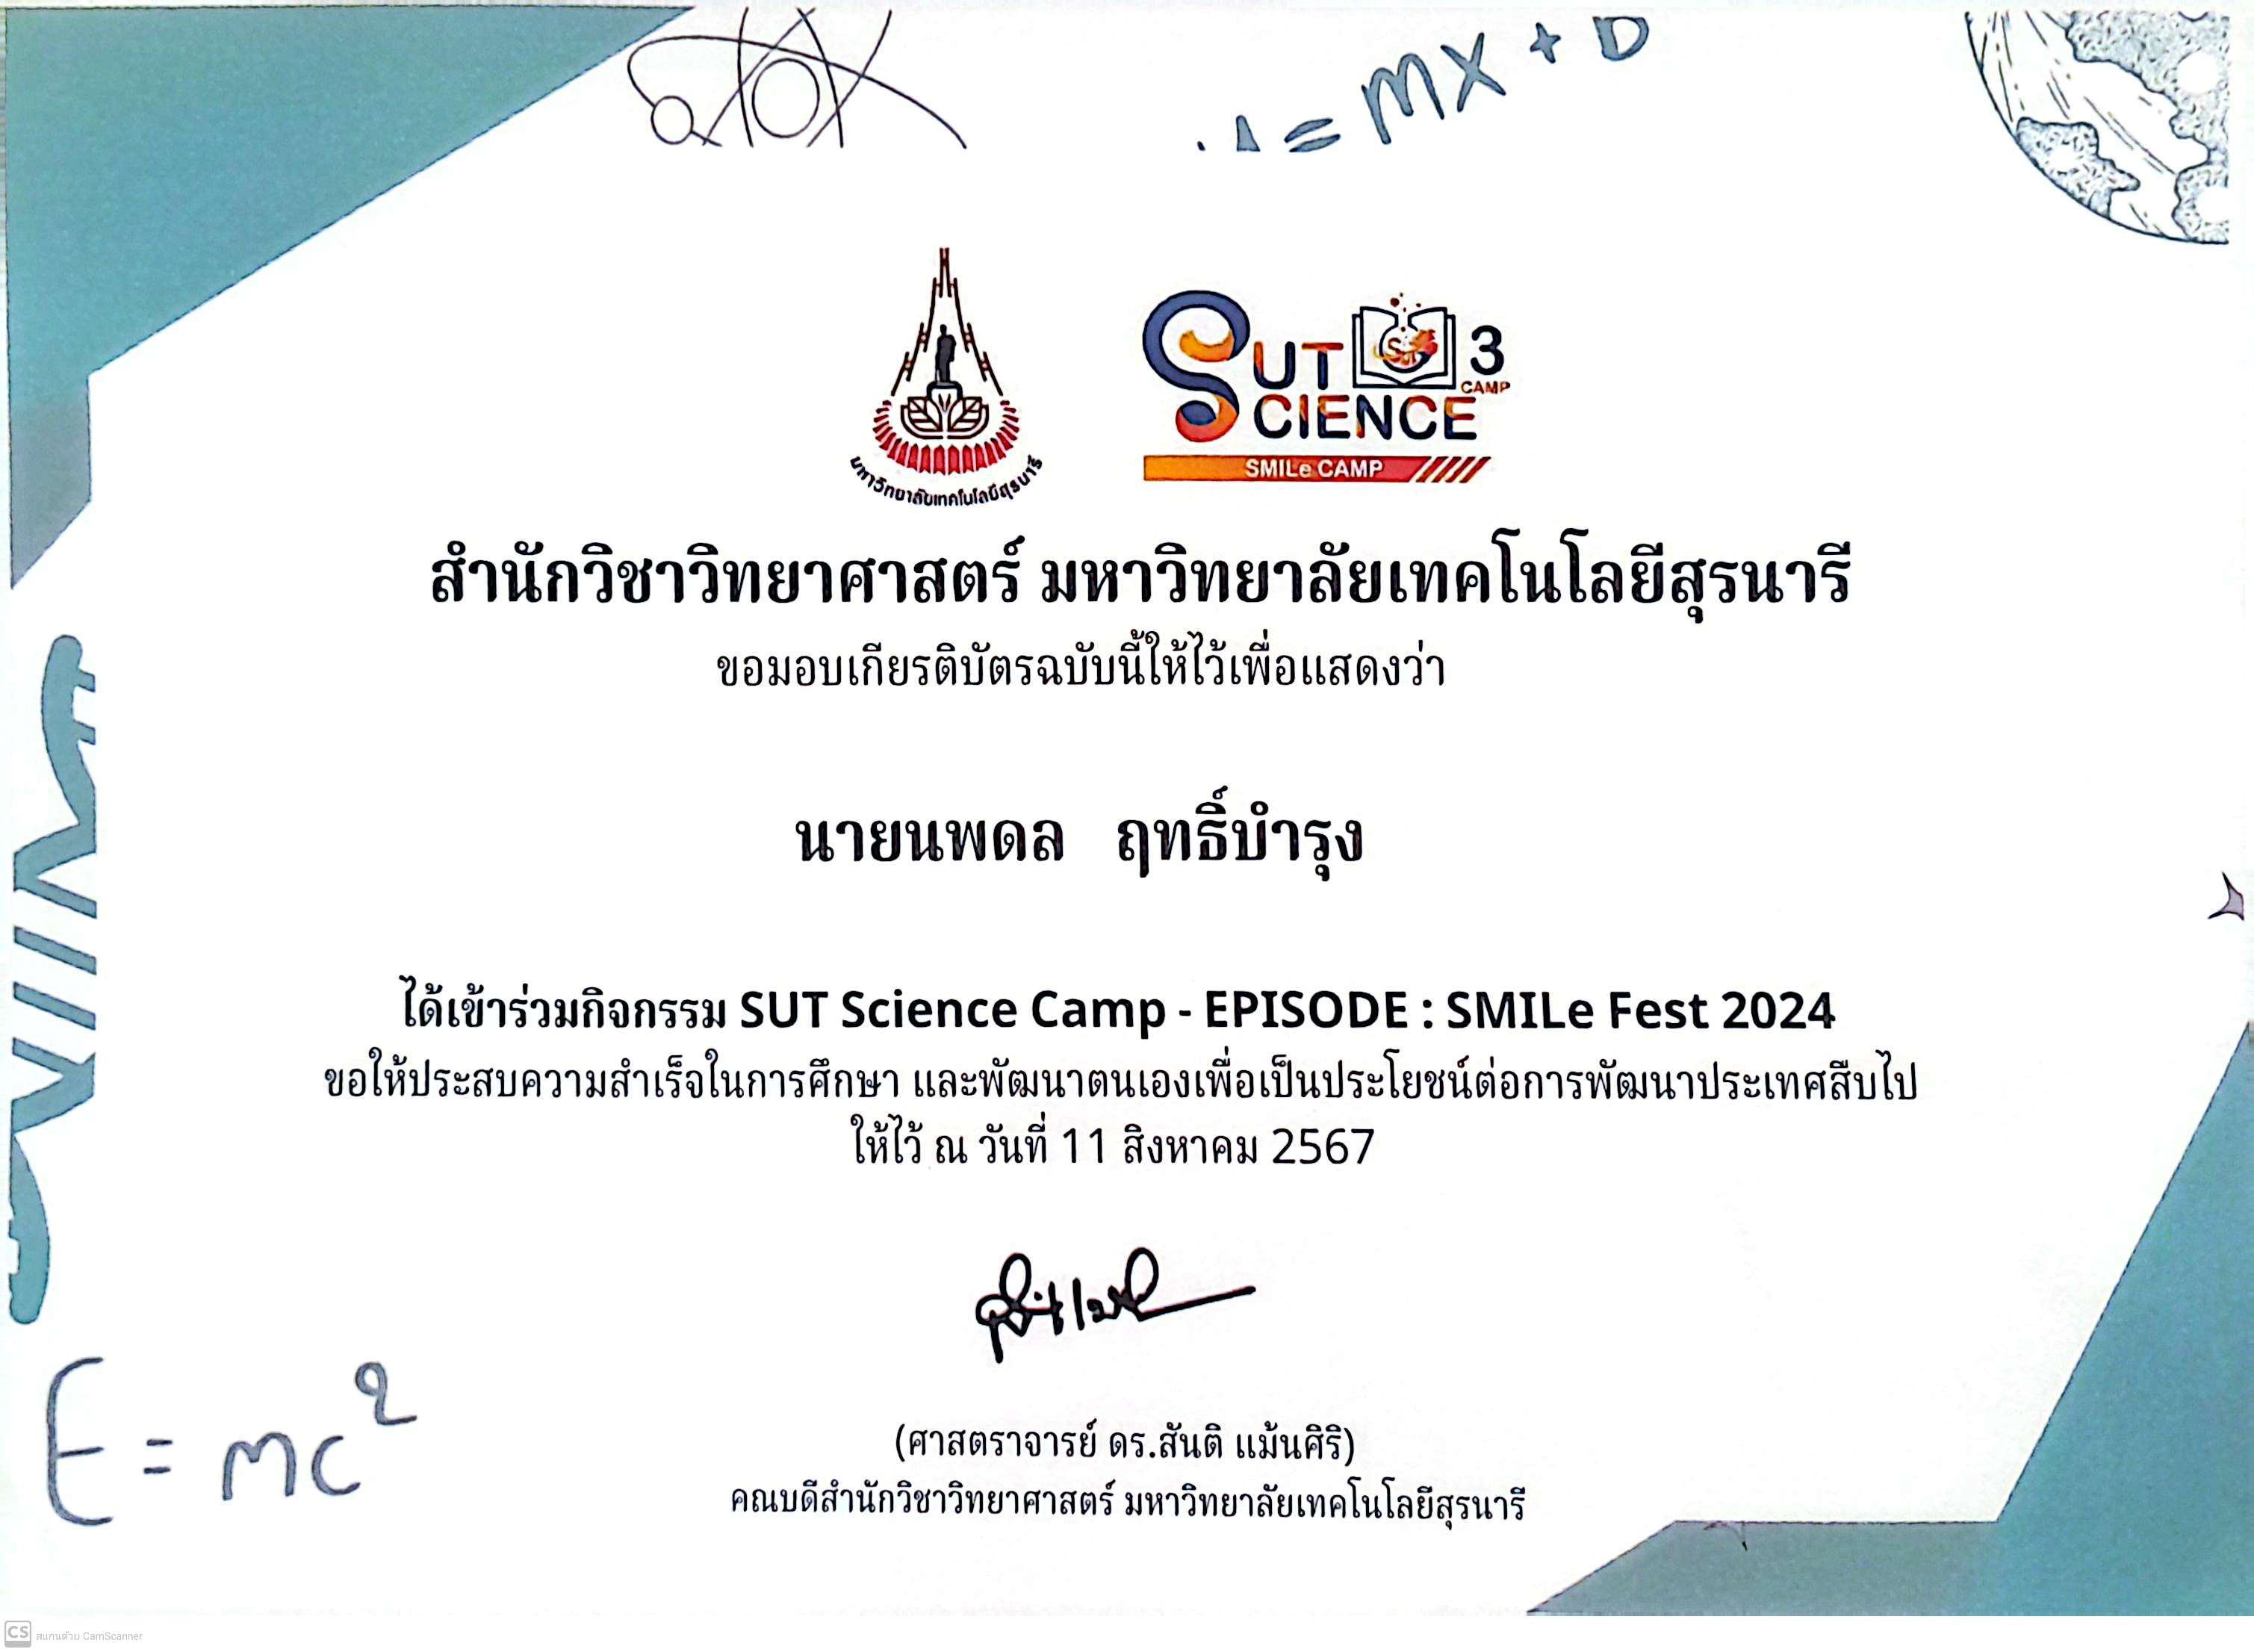 = mx + b
มหาวิทยาลัยเทคโนโลยีสุรนารี
SUT 3
CAMP
SCIENCE
SMILe CAMP
สำนักวิชาวิทยาศาสตร์ มหาวิทยาลัยเทคโนโลยีสุรนารี
ขอมอบเกียรติบัตรฉบับนี้ให้ไว้เพื่อแสดงว่า
นายนพดล ฤทธิ์บำรุง
ได้เข้าร่วมกิจกรรม SUT Science Camp - EPISODE : SMILe Fest 2024
ขอให้ประสบความสำเร็จในการศึกษา และพัฒนาตนเองเพื่อเป็นประโยชน์ต่อการพัฒนาประเทศสืบไป
ให้ไว้ ณ วันที่ 11 สิงหาคม 2567
E = mc²
(ศาสตราจารย์ ดร.สันติ แม้นศิริ)
คณบดีสำนักวิชาวิทยาศาสตร์ มหาวิทยาลัยเทคโนโลยีสุรนารี
CS สแกนด้วย CamScanner